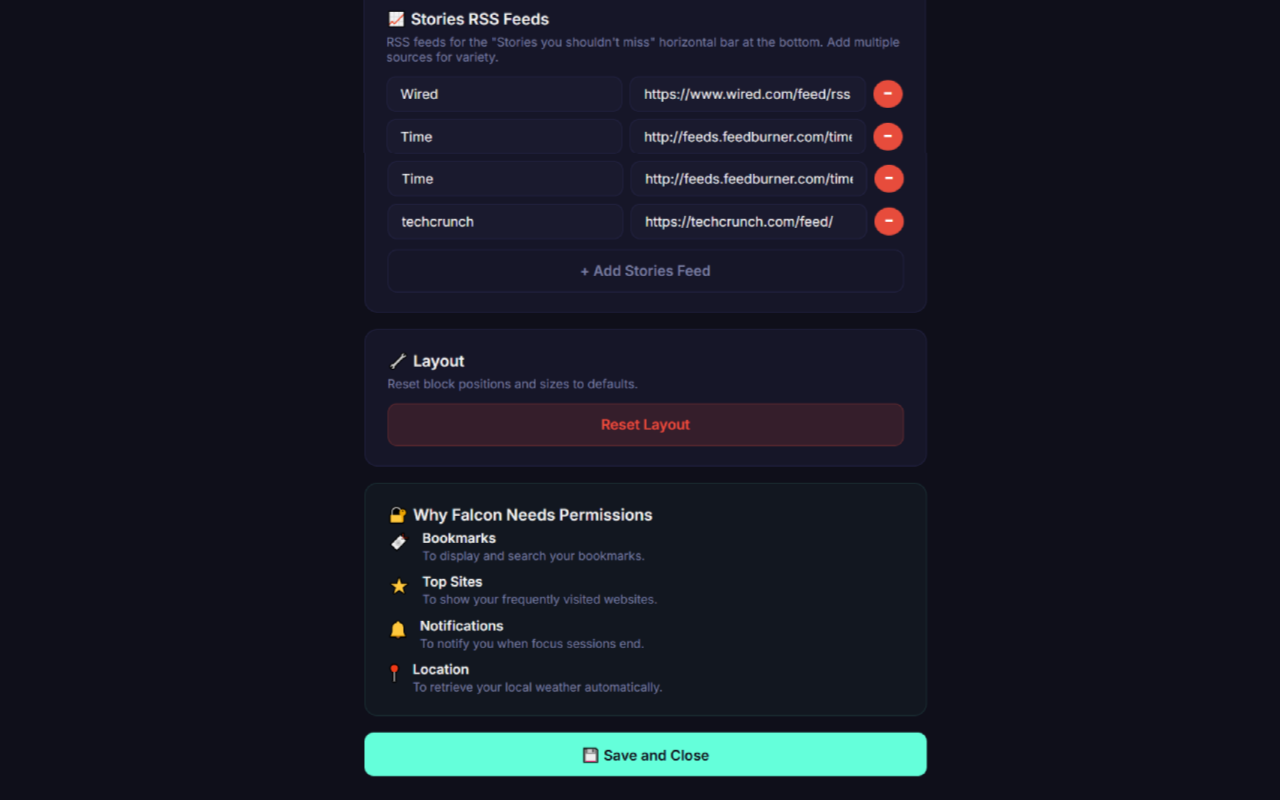 Stories RSS Feeds
RSS feeds for the "Stories you shouldn't miss" horizontal bar at the bottom. Add multiple
sources for variety.
Wired https://www.wired.com/feed/rss −
Time http://feeds.feedburner.com/time −
Time http://feeds.feedburner.com/time −
techcrunch https://techcrunch.com/feed/ −
+ Add Stories Feed
Layout
Reset block positions and sizes to defaults.
Reset Layout
Why Falcon Needs Permissions
Bookmarks
To display and search your bookmarks.
Top Sites
To show your frequently visited websites.
Notifications
To notify you when focus sessions end.
Location
To retrieve your local weather automatically.
Save and Close